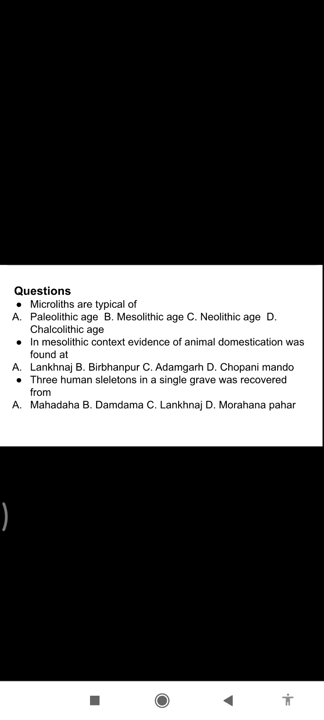 Questions
● Microliths are typical of
A. Paleolithic age B. Mesolithic age C. Neolithic age D.
Chalcolithic age
● In mesolithic context evidence of animal domestication was
found at
A. Lankhnaj B. Birbhanpur C. Adamgarh D. Chopani mando
● Three human sleletons in a single grave was recovered
from
A. Mahadaha B. Damdama C. Lankhnaj D. Morahana pahar